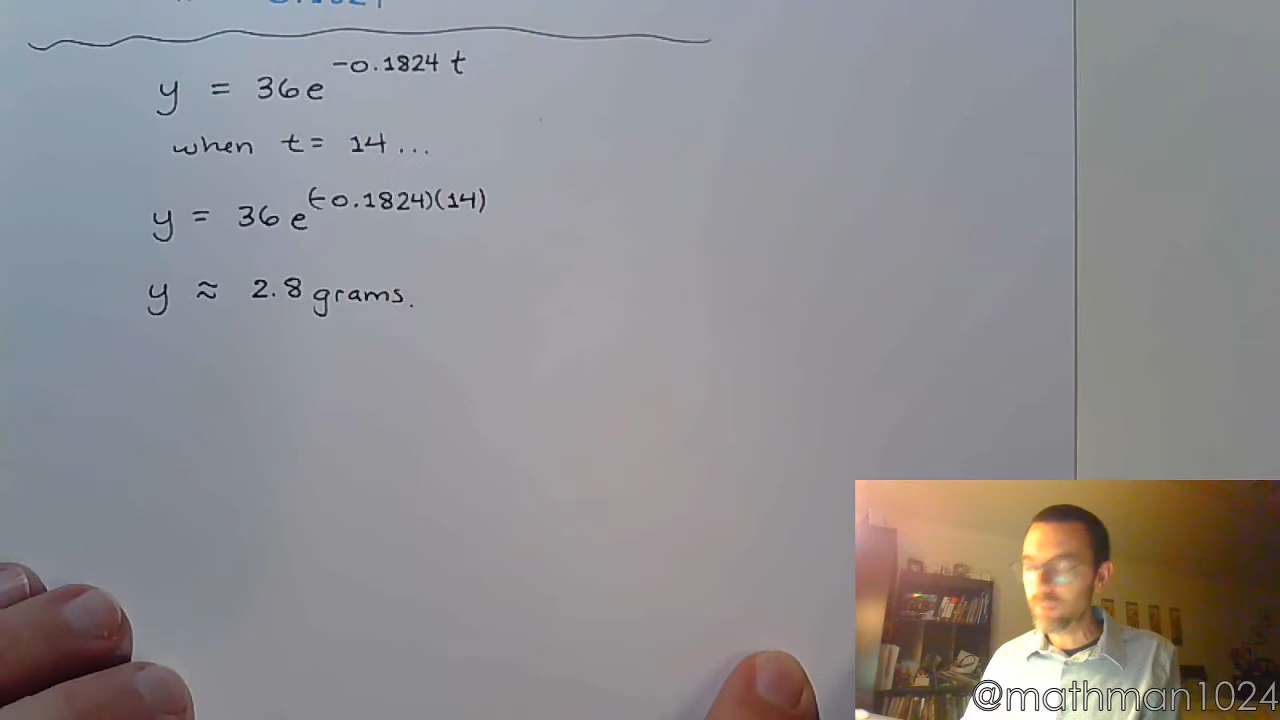 y = 36e^{-0.1824 t}
when t = 14...
y = 36e^{(-0.1824)(14)}
y ≈ 2.8 grams.
@mathman1024